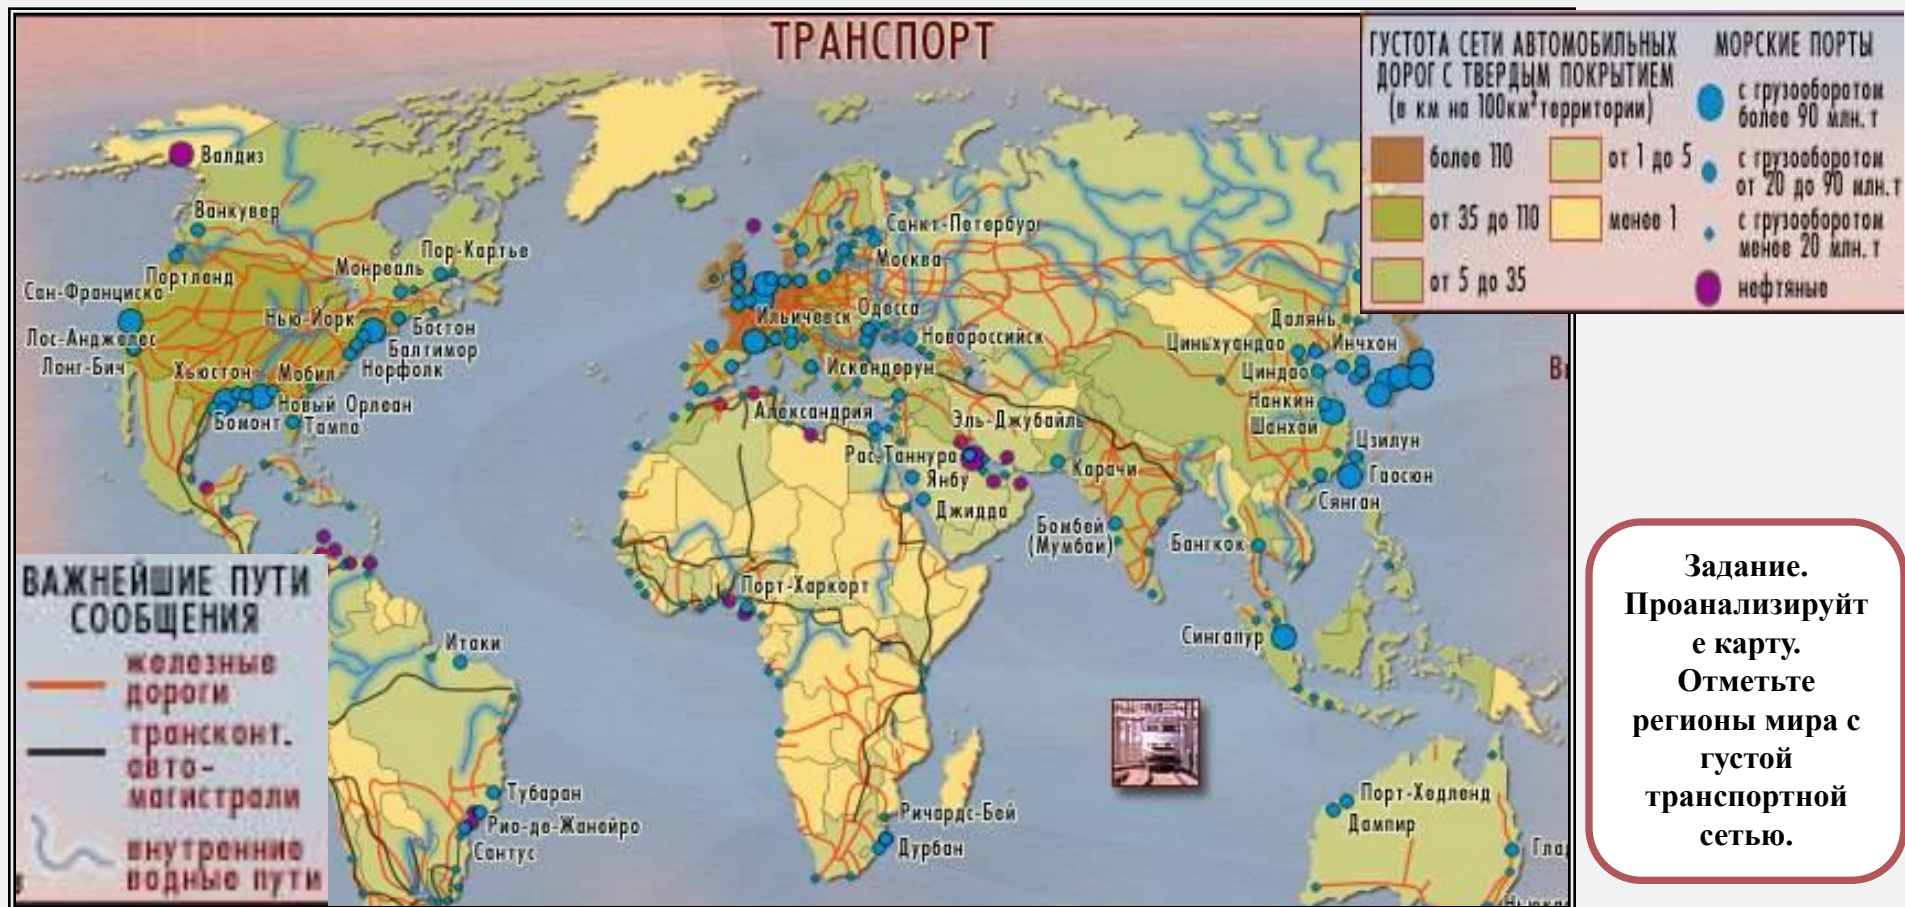 ТРАНСПОРТ
ГУСТОТА СЕТИ АВТОМОБИЛЬНЫХ
ДОРОГ С ТВЕРДЫМ ПОКРЫТИЕМ
(в км на 100км² территории)
более 110
от 35 до 110
от 5 до 35
от 1 до 5
менее 1
МОРСКИЕ ПОРТЫ
с грузооборотом
более 90 млн. т
с грузооборотом
от 20 до 90 млн. т
с грузооборотом
менее 20 млн. т
нефтяные
Валдиз
Ванкувер
Портленд
Сан-Франциско
Лос-Анджелес
Лонг-Бич
Монреаль
Пор-Картье
Нью-Йорк
Бостон
Балтимор
Норфолк
Хьюстон
Мобил
Новый Орлеан
Бомонт
Тампа
Санкт-Петербург
Москва
Ильичевск
Одесса
Новороссийск
Искендерун
Александрия
Эль-Джубайль
Рас-Таннура
Янбу
Джидда
Карачи
Бомбей
(Мумбаи)
Бангкок
Сингапур
Далянь
Циньхуандао
Инчхон
Циндао
Нанкин
Шанхай
Цзилун
Гаосюн
Сянган
Порт-Харкорт
Итаки
Тубаран
Рио-де-Жанейро
Сантус
Ричардс-Бей
Дурбан
Порт-Хедленд
Дампир
Гла
ВАЖНЕЙШИЕ ПУТИ
СООБЩЕНИЯ
железные
дороги
трансконт.
авто-
магистрали
внутренние
водные пути
Задание.
Проанализируйт
е карту.
Отметьте
регионы мира с
густой
транспортной
сетью.